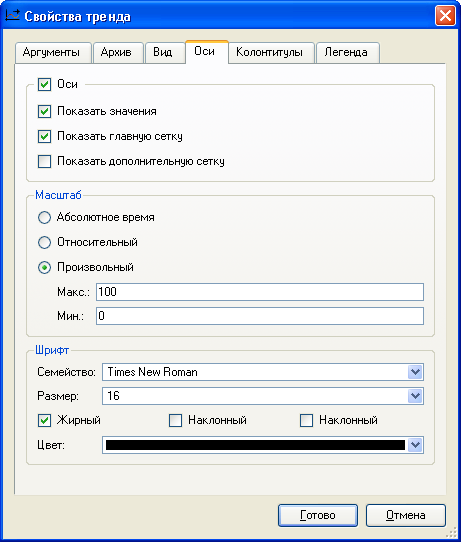 Свойства тренда
Аргументы Архив Вид Оси Колонтитулы Легенда
Оси
Показать значения
Показать главную сетку
Показать дополнительную сетку
Масштаб
Абсолютное время
Относительный
Произвольный
Макс.: 100
Мин.: 0
Шрифт
Семейство: Times New Roman
Размер: 16
Жирный Наклонный Наклонный
Цвет:
Готово Отмена